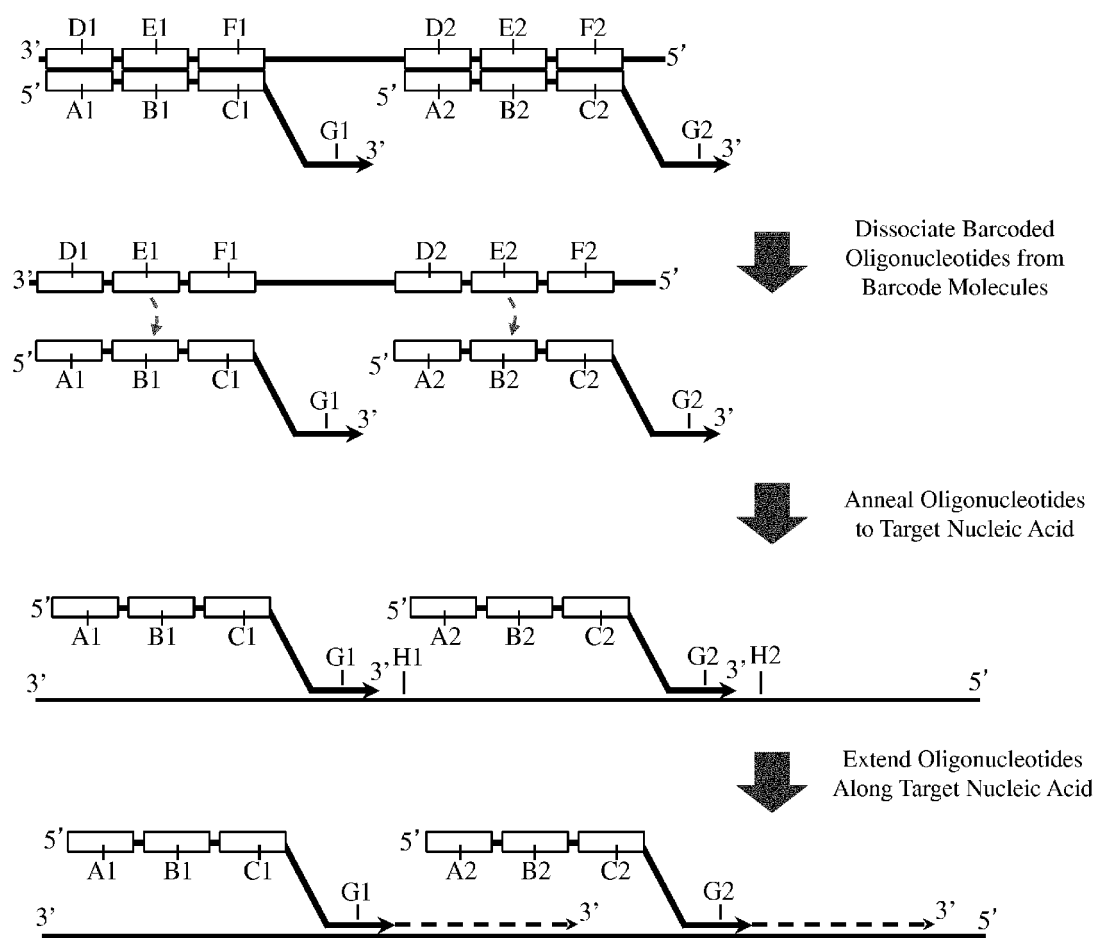 D1 E1 F1 D2 E2 F2
3’ 5’
5’ 5’
A1 B1 C1 A2 B2 C2
G1 3’ G2 3’
D1 E1 F1 D2 E2 F2
3’ 5’
Dissociate Barcoded
Oligonucleotides from
Barcode Molecules
5’ 5’
A1 B1 C1 A2 B2 C2
G1 3’ G2 3’
Anneal Oligonucleotides
to Target Nucleic Acid
5’ 5’
A1 B1 C1 A2 B2 C2
G1 3’ H1 G2 3’ H2
3’ 5’
Extend Oligonucleotides
Along Target Nucleic Acid
5’ 5’
A1 B1 C1 A2 B2 C2
G1 G2
3’ 3’ 3’ 5’